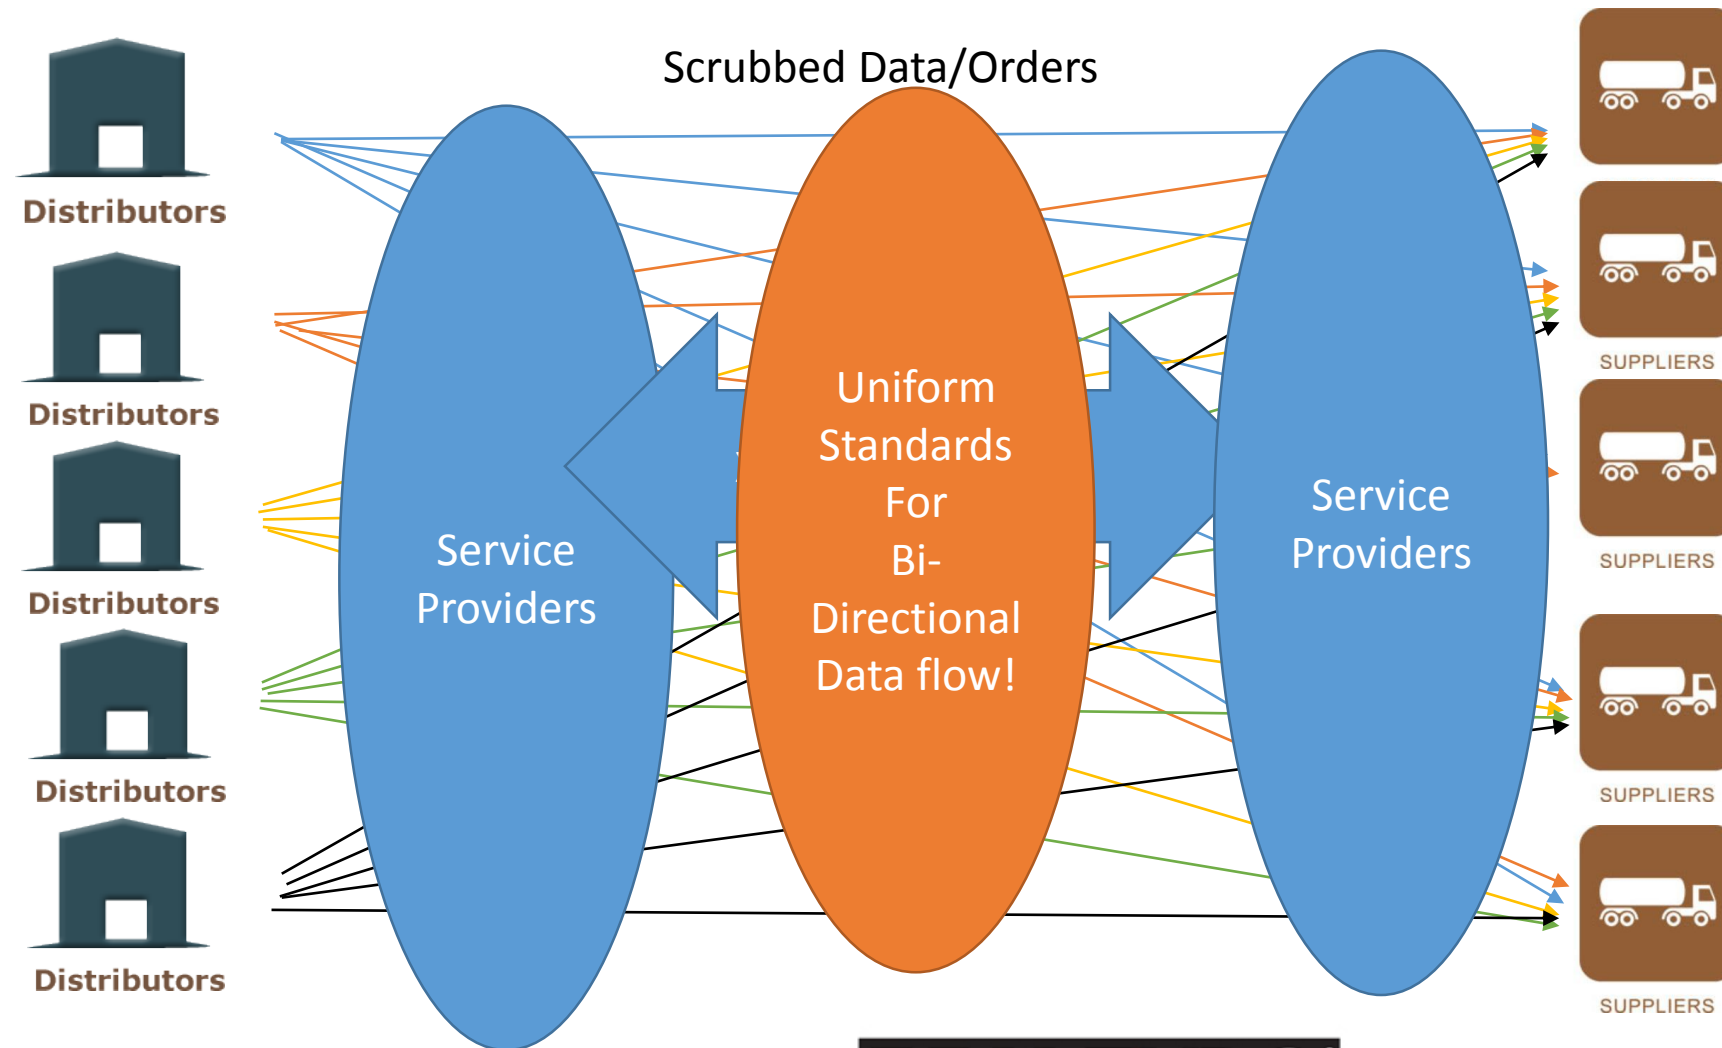 Scrubbed Data/Orders
Distributors
Distributors
Distributors
Distributors
Distributors
Service
Providers
Uniform
Standards
For
Bi-
Directional
Data flow!
Service
Providers
SUPPLIERS
SUPPLIERS
SUPPLIERS
SUPPLIERS